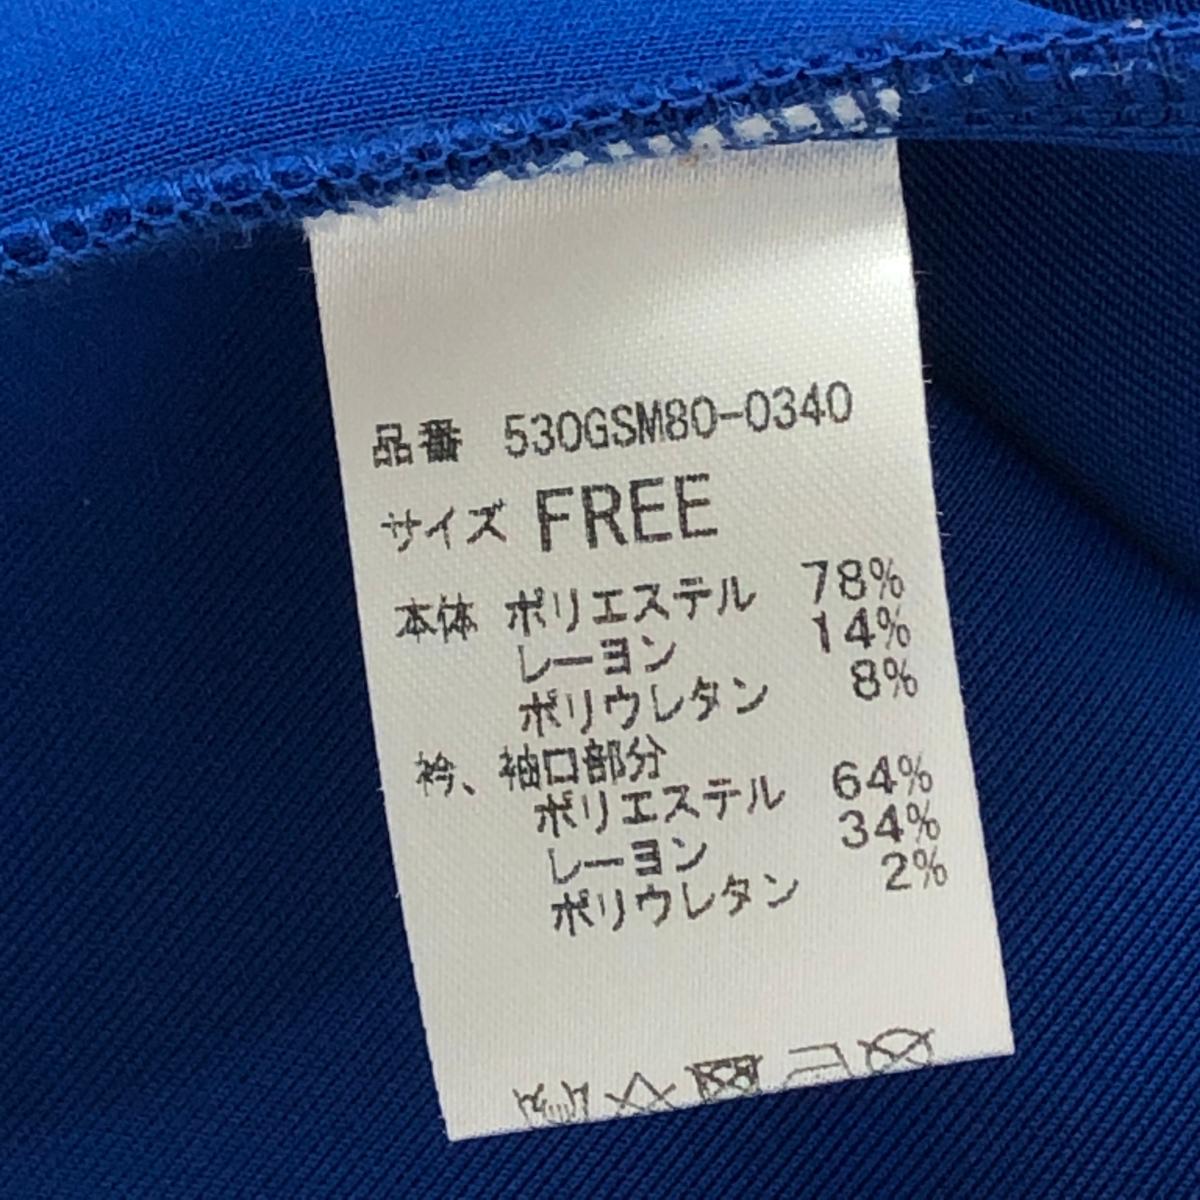 品番 530GSM80-0340
サイズ FREE
本体 ポリエステル 78%
レーヨン 14%
ポリウレタン 8%
衿、袖口部分
ポリエステル 64%
レーヨン 34%
ポリウレタン 2%